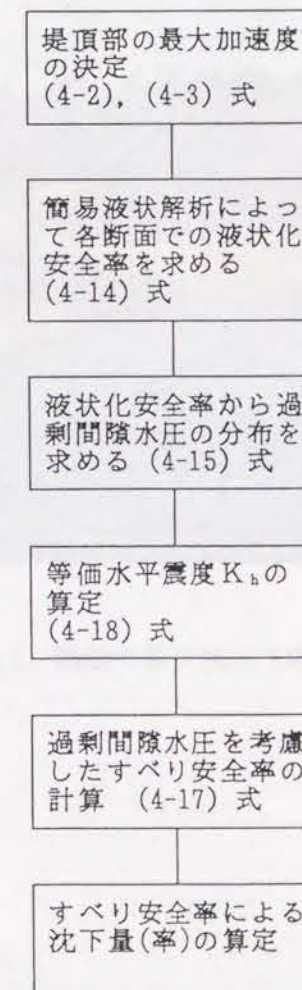 堤頂部の最大加速度
の決定
(4-2), (4-3) 式
簡易液状解析によっ
て各断面での液状化
安全率を求める
(4-14) 式
液状化安全率から過
剰間隙水圧の分布を
求める (4-15) 式
等価水平震度Khの
算定
(4-18) 式
過剰間隙水圧を考慮
したすべり安全率の
計算 (4-17) 式
すべり安全率による
沈下量(率)の算定